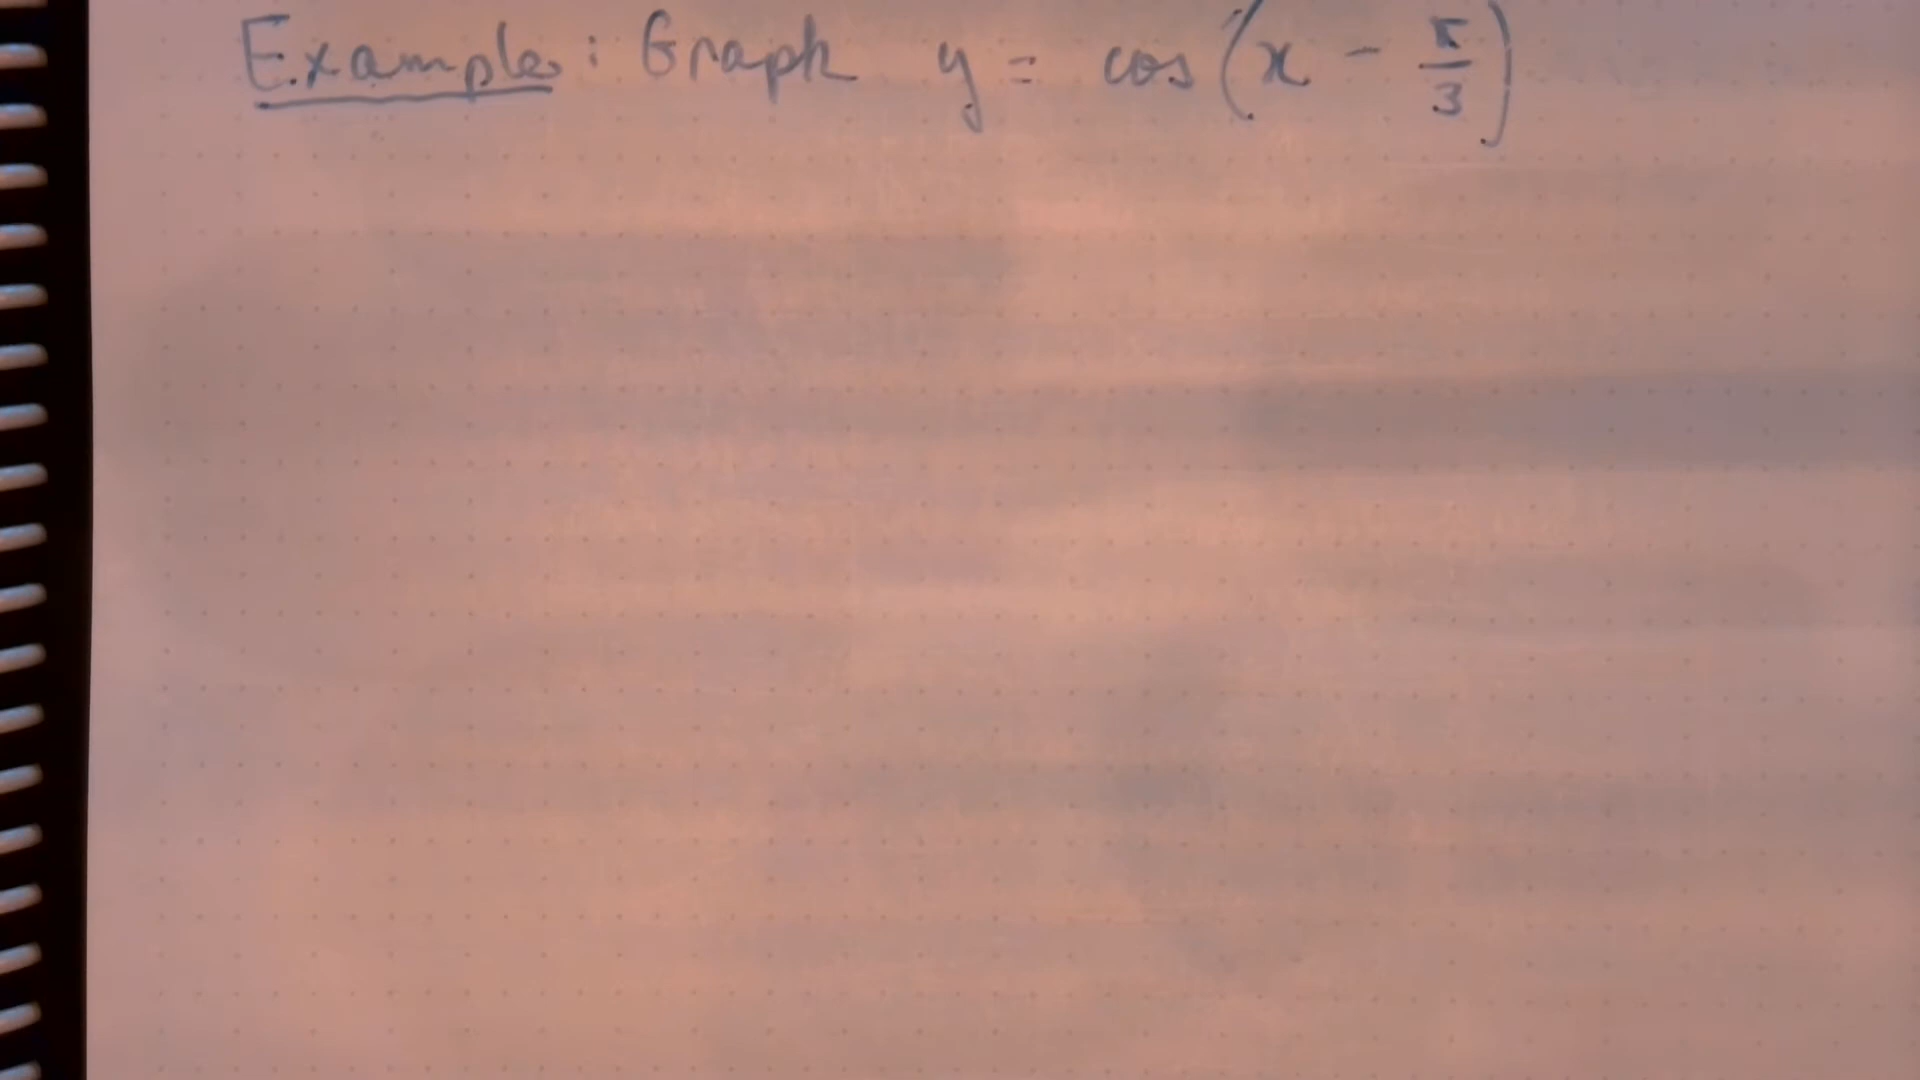 Example: Graph y = cos(x - π/3)